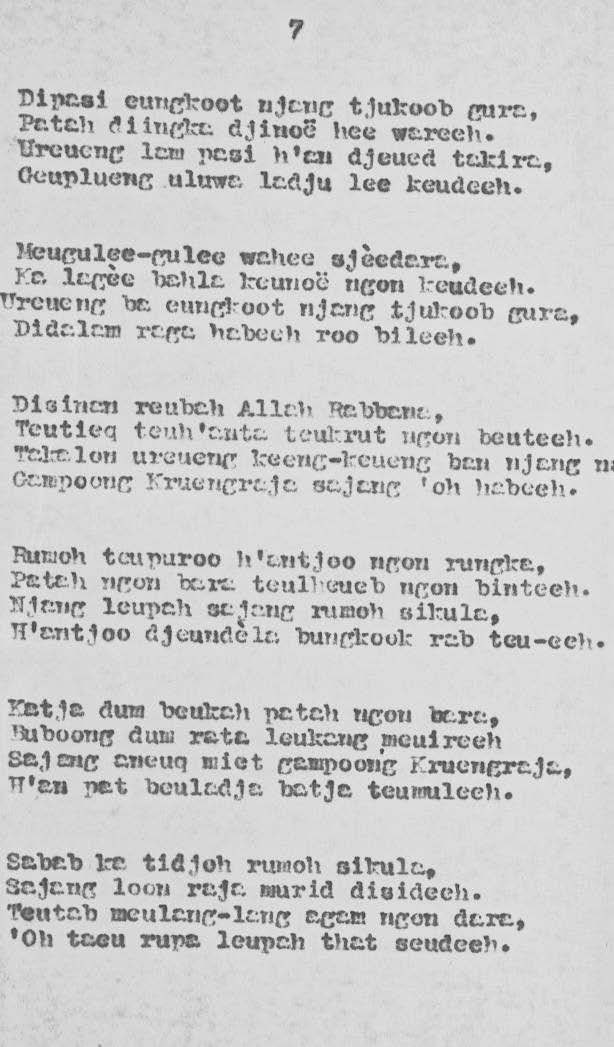 7
Dipasi eungkoot njang tjukoob gura,
Patah diingka djinoë hee wareeh.
Ureueng lam pasi h'an djeued takira,
Geuplueng uluwa ladju lee keudeeh.
Meugulee-gulee wahee sjèedara,
Ka lagèe bahla keunoë ngon keudeeh.
Ureueng ba eungkoot njang tjukoob gura,
Didalam raga habeeh roo bileeh.
Disinan reubah Allah Rabbana,
Teutieq teuh'anta teukrut ngon beuteeh.
Takalon ureueng keeng-keueng ban njang
Gampoong Kruengraja sajang 'oh habeeh.
Rumoh teupuroo h'antjoo ngon rungka,
Patah ngon bara teulheueb ngon binteeh.
Njang leupah sajang rumoh sikula,
H'antjoo djeundèla bungkook rab teu-eeh.
Katja dum beukah patah ngon bara,
Buboong dum rata leukang meuireeh
Sajang aneuq miet gampoong Kruengraja,
H'an pat beuladja batja teumuleeh.
Sabab ka tidjoh rumoh sikula,
Sajang loon raja murid disideeh.
Teutab meulang-lang agam ngon dara,
'Oh taeu rupa leupah that seudeeh.